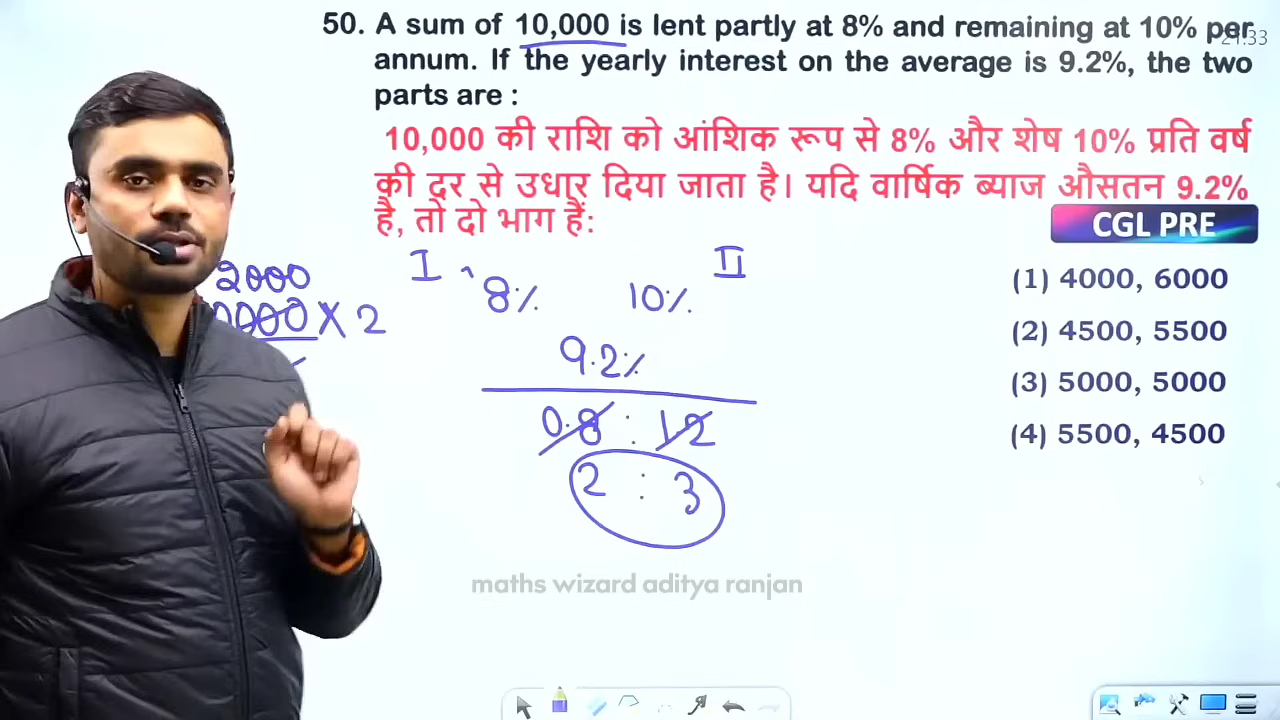 50. A sum of 10,000 is lent partly at 8% and remaining at 10% per
annum. If the yearly interest on the average is 9.2%, the two
parts are :
10,000 की राशि को आंशिक रूप से 8% और शेष 10% प्रति वर्ष
की दर से उधार दिया जाता है। यदि वार्षिक ब्याज औसतन 9.2%
है, तो दो भाग हैं:
CGL PRE
I II
8% 10%
9.2%
0.8 : 1.2
2 : 3
2000
0000 × 2
(1) 4000, 6000
(2) 4500, 5500
(3) 5000, 5000
(4) 5500, 4500
maths wizard aditya ranjan